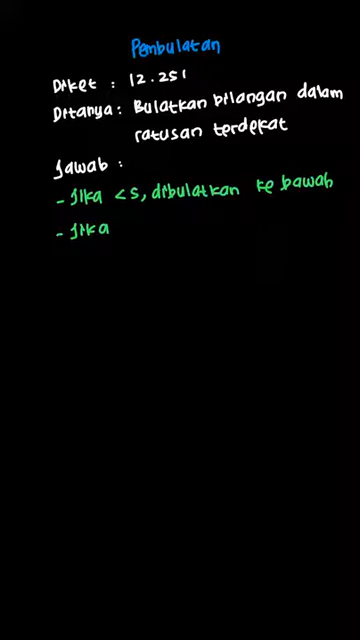 Pembulatan
Diket : 12.251
Ditanya : Bulatkan bilangan dalam
ratusan terdekat
Jawab :
- Jika < 5, dibulatkan ke bawah
- Jika